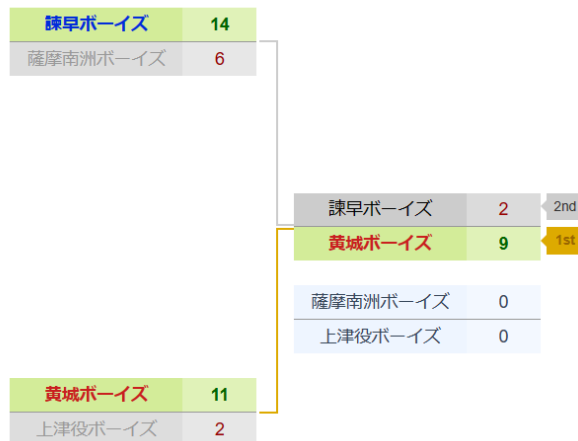 諫早ボーイズ 14
薩摩南洲ボーイズ 6
諫早ボーイズ 2 2nd
黄城ボーイズ 9 1st
薩摩南洲ボーイズ 0
上津役ボーイズ 0
黄城ボーイズ 11
上津役ボーイズ 2